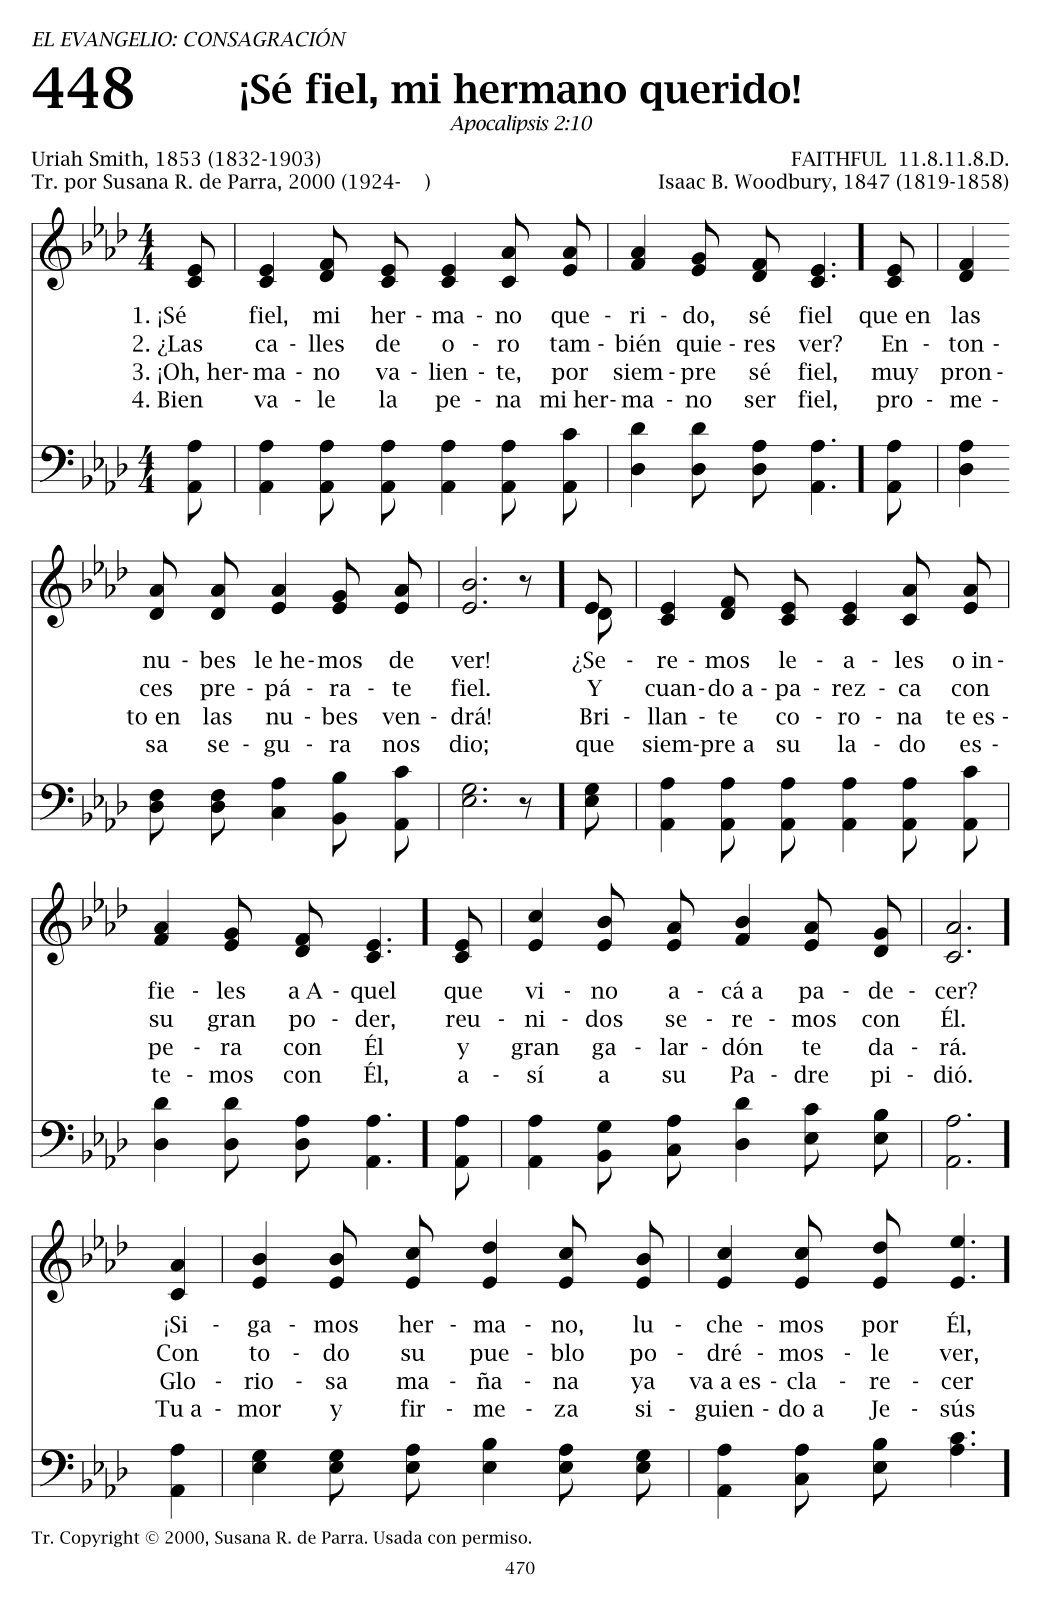 EL EVANGELIO: CONSAGRACIÓN
448 ¡Sé fiel, mi hermano querido!
Apocalipsis 2:10
Uriah Smith, 1853 (1832-1903) FAITHFUL 11.8.11.8.D.
Tr. por Susana R. de Parra, 2000 (1924- ) Isaac B. Woodbury, 1847 (1819-1858)
4 4
1. ¡Sé fiel, mi her - ma - no que - ri - do, sé fiel que en las
2. ¿Las ca - lles de o - ro tam - bién quie - res ver? En - ton -
3. ¡Oh, her- ma - no va - lien - te, por siem - pre sé fiel, muy pron -
4. Bien va - le la pe - na mi her- ma - no ser fiel, pro - me -
4 4
nu - bes le he - mos de ver! ¿Se - re - mos le - a - les o in -
ces pre - pá - ra - te fiel. Y cuan - do a - pa - rez - ca con
to en las nu - bes ven - drá! Bri - llan - te co - ro - na te es -
sa se - gu - ra nos dio; que siem - pre a su la - do es -
fie - les a A - quel que vi - no a - cá a pa - de - cer?
su gran po - der, reu - ni - dos se - re - mos con Él.
pe - ra con Él y gran ga - lar - dón te da - rá.
te - mos con Él, a - sí a su Pa - dre pi - dió.
¡Si - ga - mos her - ma - no, lu - che - mos por Él,
Con to - do su pue - blo po - dré - mos - le ver,
Glo - rio - sa ma - ña - na ya va a es - cla - re - cer
Tu a - mor y fir - me - za si - guien - do a Je - sús
Tr. Copyright © 2000, Susana R. de Parra. Usada con permiso.
470